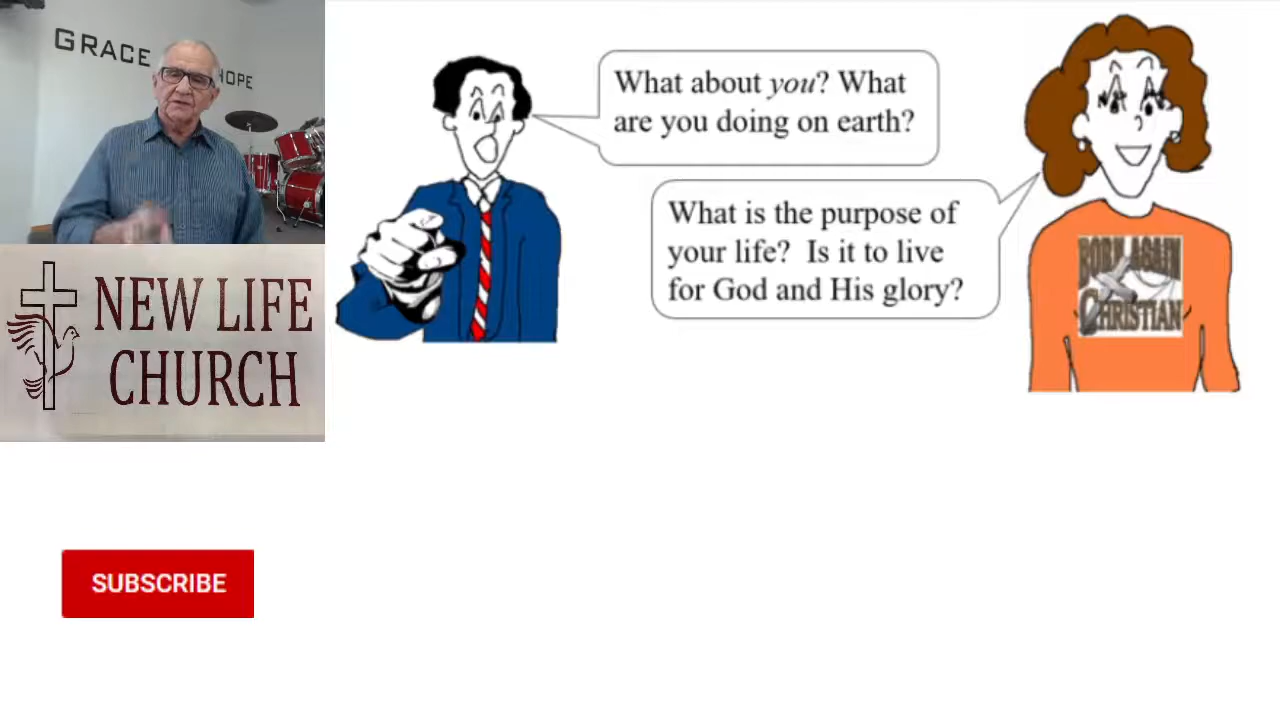 GRACE HOPE
What about you? What
are you doing on earth?
What is the purpose of
your life? Is it to live
for God and His glory?
BORN AGAIN
CHRISTIAN
NEW LIFE
CHURCH
SUBSCRIBE